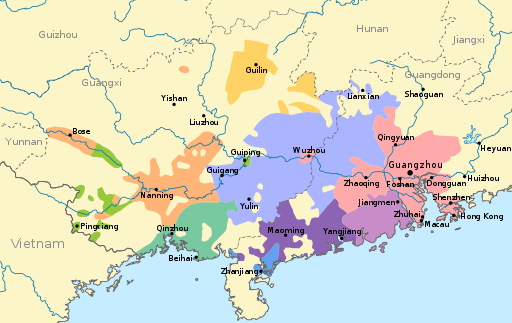 Guizhou
Hunan
Jiangxi
Guilin
Guangxi
Guangdong
Lianxian
Shaoguan
Yishan
Liuzhou
Bose
Yunnan
Qingyuan
Heyuan
Guiping
Wuzhou
Guangzhou
Guigang
Zhaoqing
Foshan
Dongguan
Huizhou
Nanning
Yulin
Jiangmen
Shenzhen
Zhuhai
Hong Kong
Macau
Pingxiang
Qinzhou
Maoming
Yangjiang
Vietnam
Beihai
Zhanjiang